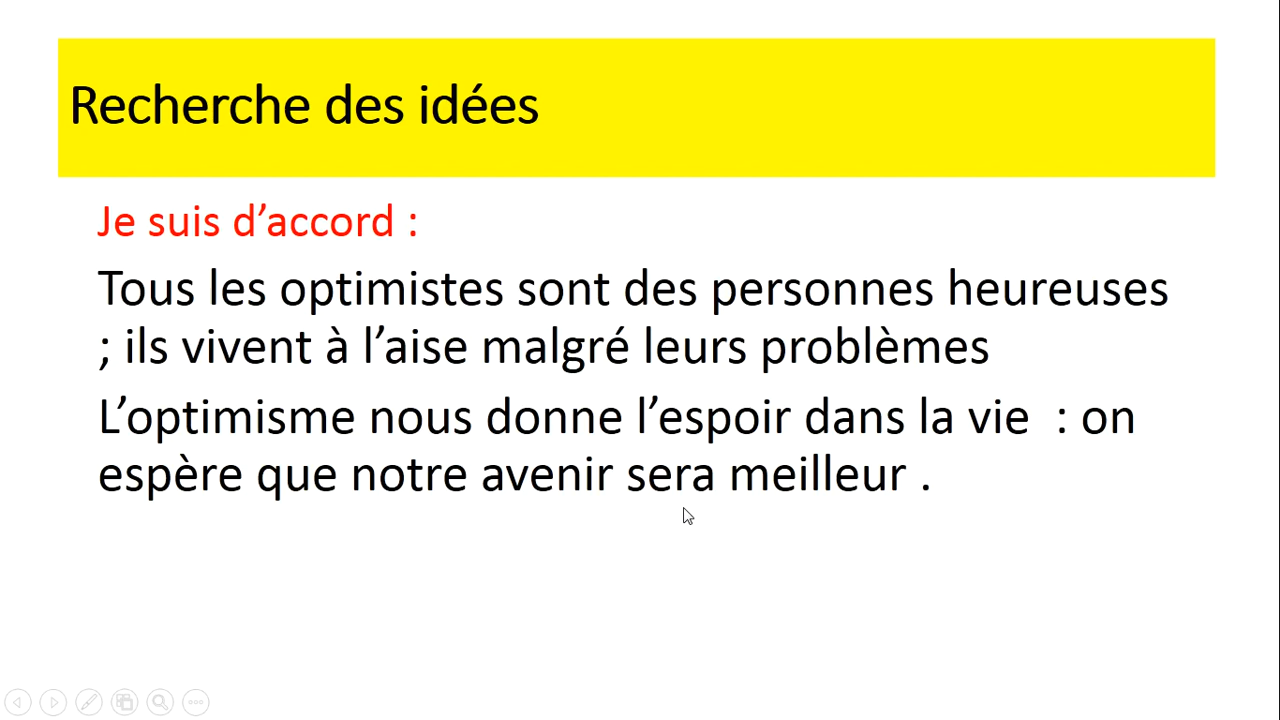 Recherche des idées
Je suis d’accord :
Tous les optimistes sont des personnes heureuses
; ils vivent à l’aise malgré leurs problèmes
L’optimisme nous donne l’espoir dans la vie  : on
espère que notre avenir sera meilleur .